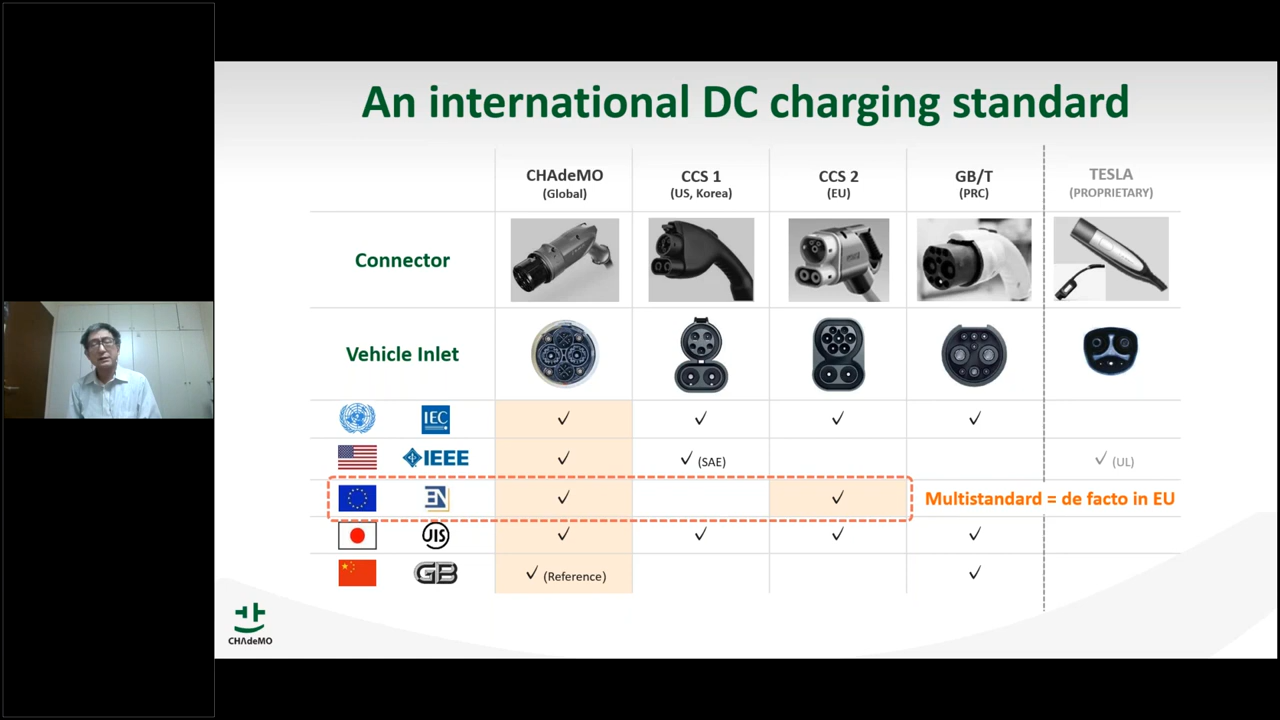 An international DC charging standard
CHAdeMO
(Global)
CCS 1
(US, Korea)
CCS 2
(EU)
GB/T
(PRC)
TESLA
(PROPRIETARY)
Connector
Vehicle Inlet
IEC
✓ ✓ ✓ ✓
IEEE
✓ ✓ (SAE) ✓ (UL)
EN
✓ ✓ Multistandard = de facto in EU
JIS
✓ ✓ ✓ ✓
GB
✓ (Reference) ✓
CHAdeMO